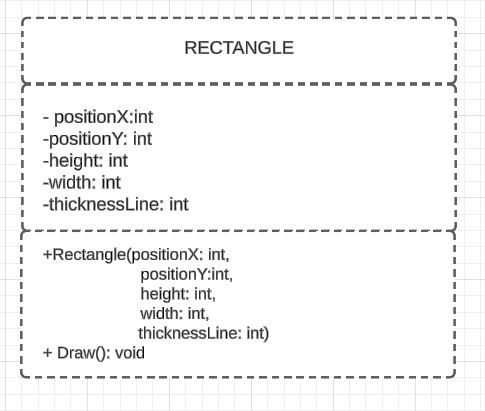 RECTANGLE
- positionX:int
-positionY: int
-height: int
-width: int
-thicknessLine: int
+Rectangle(positionX: int,
positionY:int,
height: int,
width: int,
thicknessLine: int)
+ Draw(): void